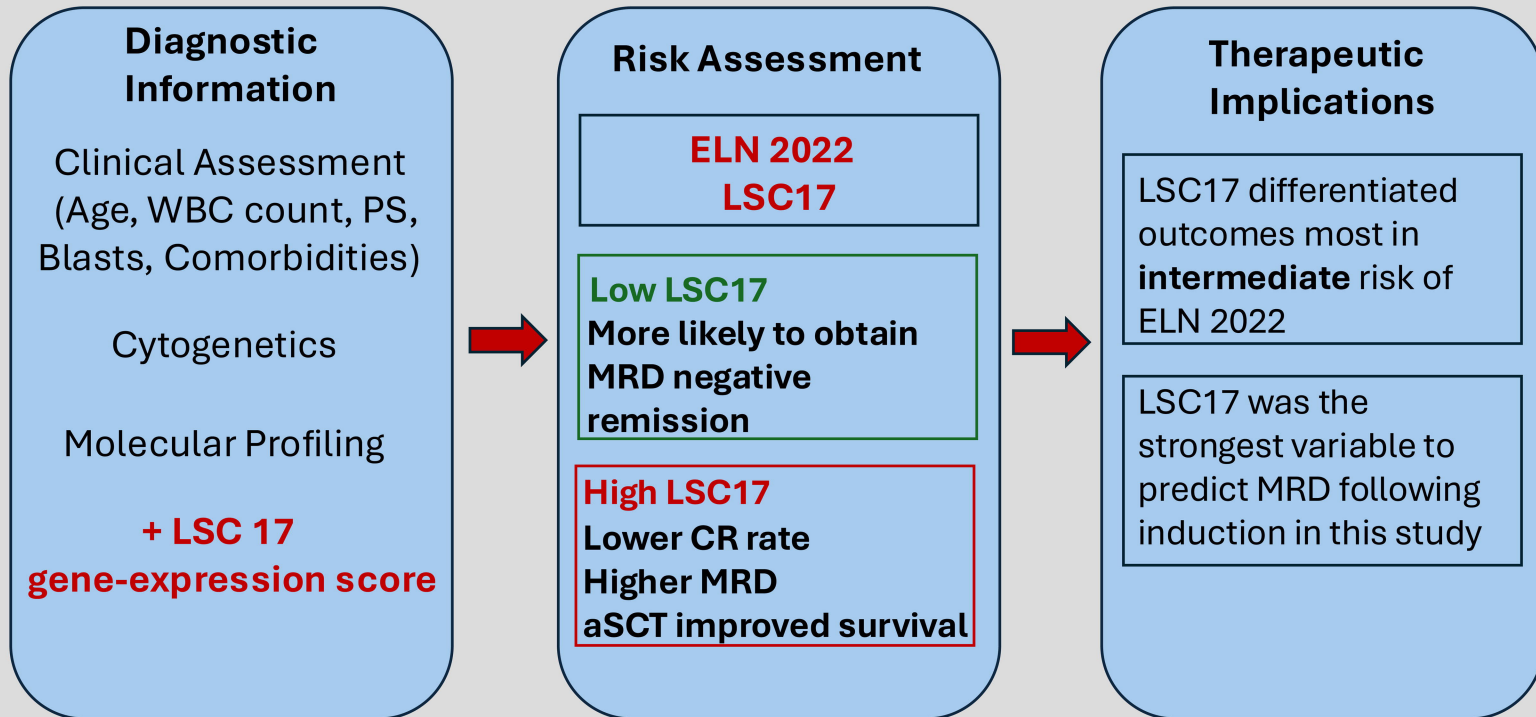 Diagnostic
Information
Clinical Assessment
(Age, WBC count, PS,
Blasts, Comorbidities)
Cytogenetics
Molecular Profiling
+ LSC 17
gene-expression score
Risk Assessment
ELN 2022
LSC17
Low LSC17
More likely to obtain
MRD negative
remission
High LSC17
Lower CR rate
Higher MRD
aSCT improved survival
Therapeutic
Implications
LSC17 differentiated
outcomes most in
intermediate risk of
ELN 2022
LSC17 was the
strongest variable to
predict MRD following
induction in this study